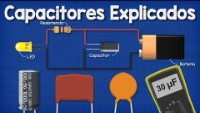 Capacitores Explicados
Resistencia
LED
Capacitor
Batería
30 µF